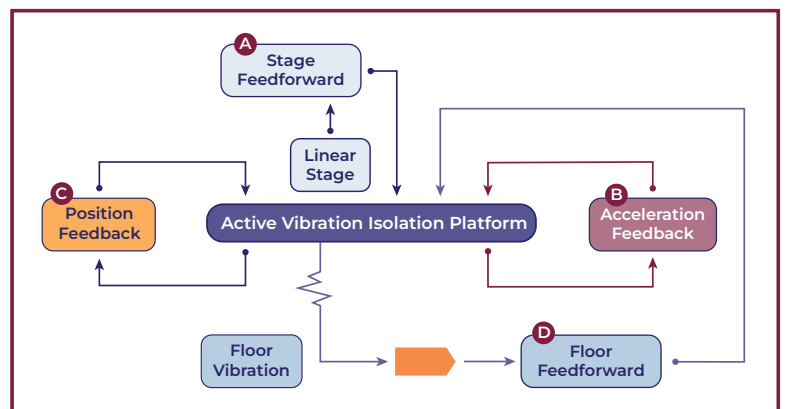 A
Stage
Feedforward
Linear
Stage
C
Position
Feedback
Active Vibration Isolation Platform
B
Acceleration
Feedback
Floor
Vibration
D
Floor
Feedforward